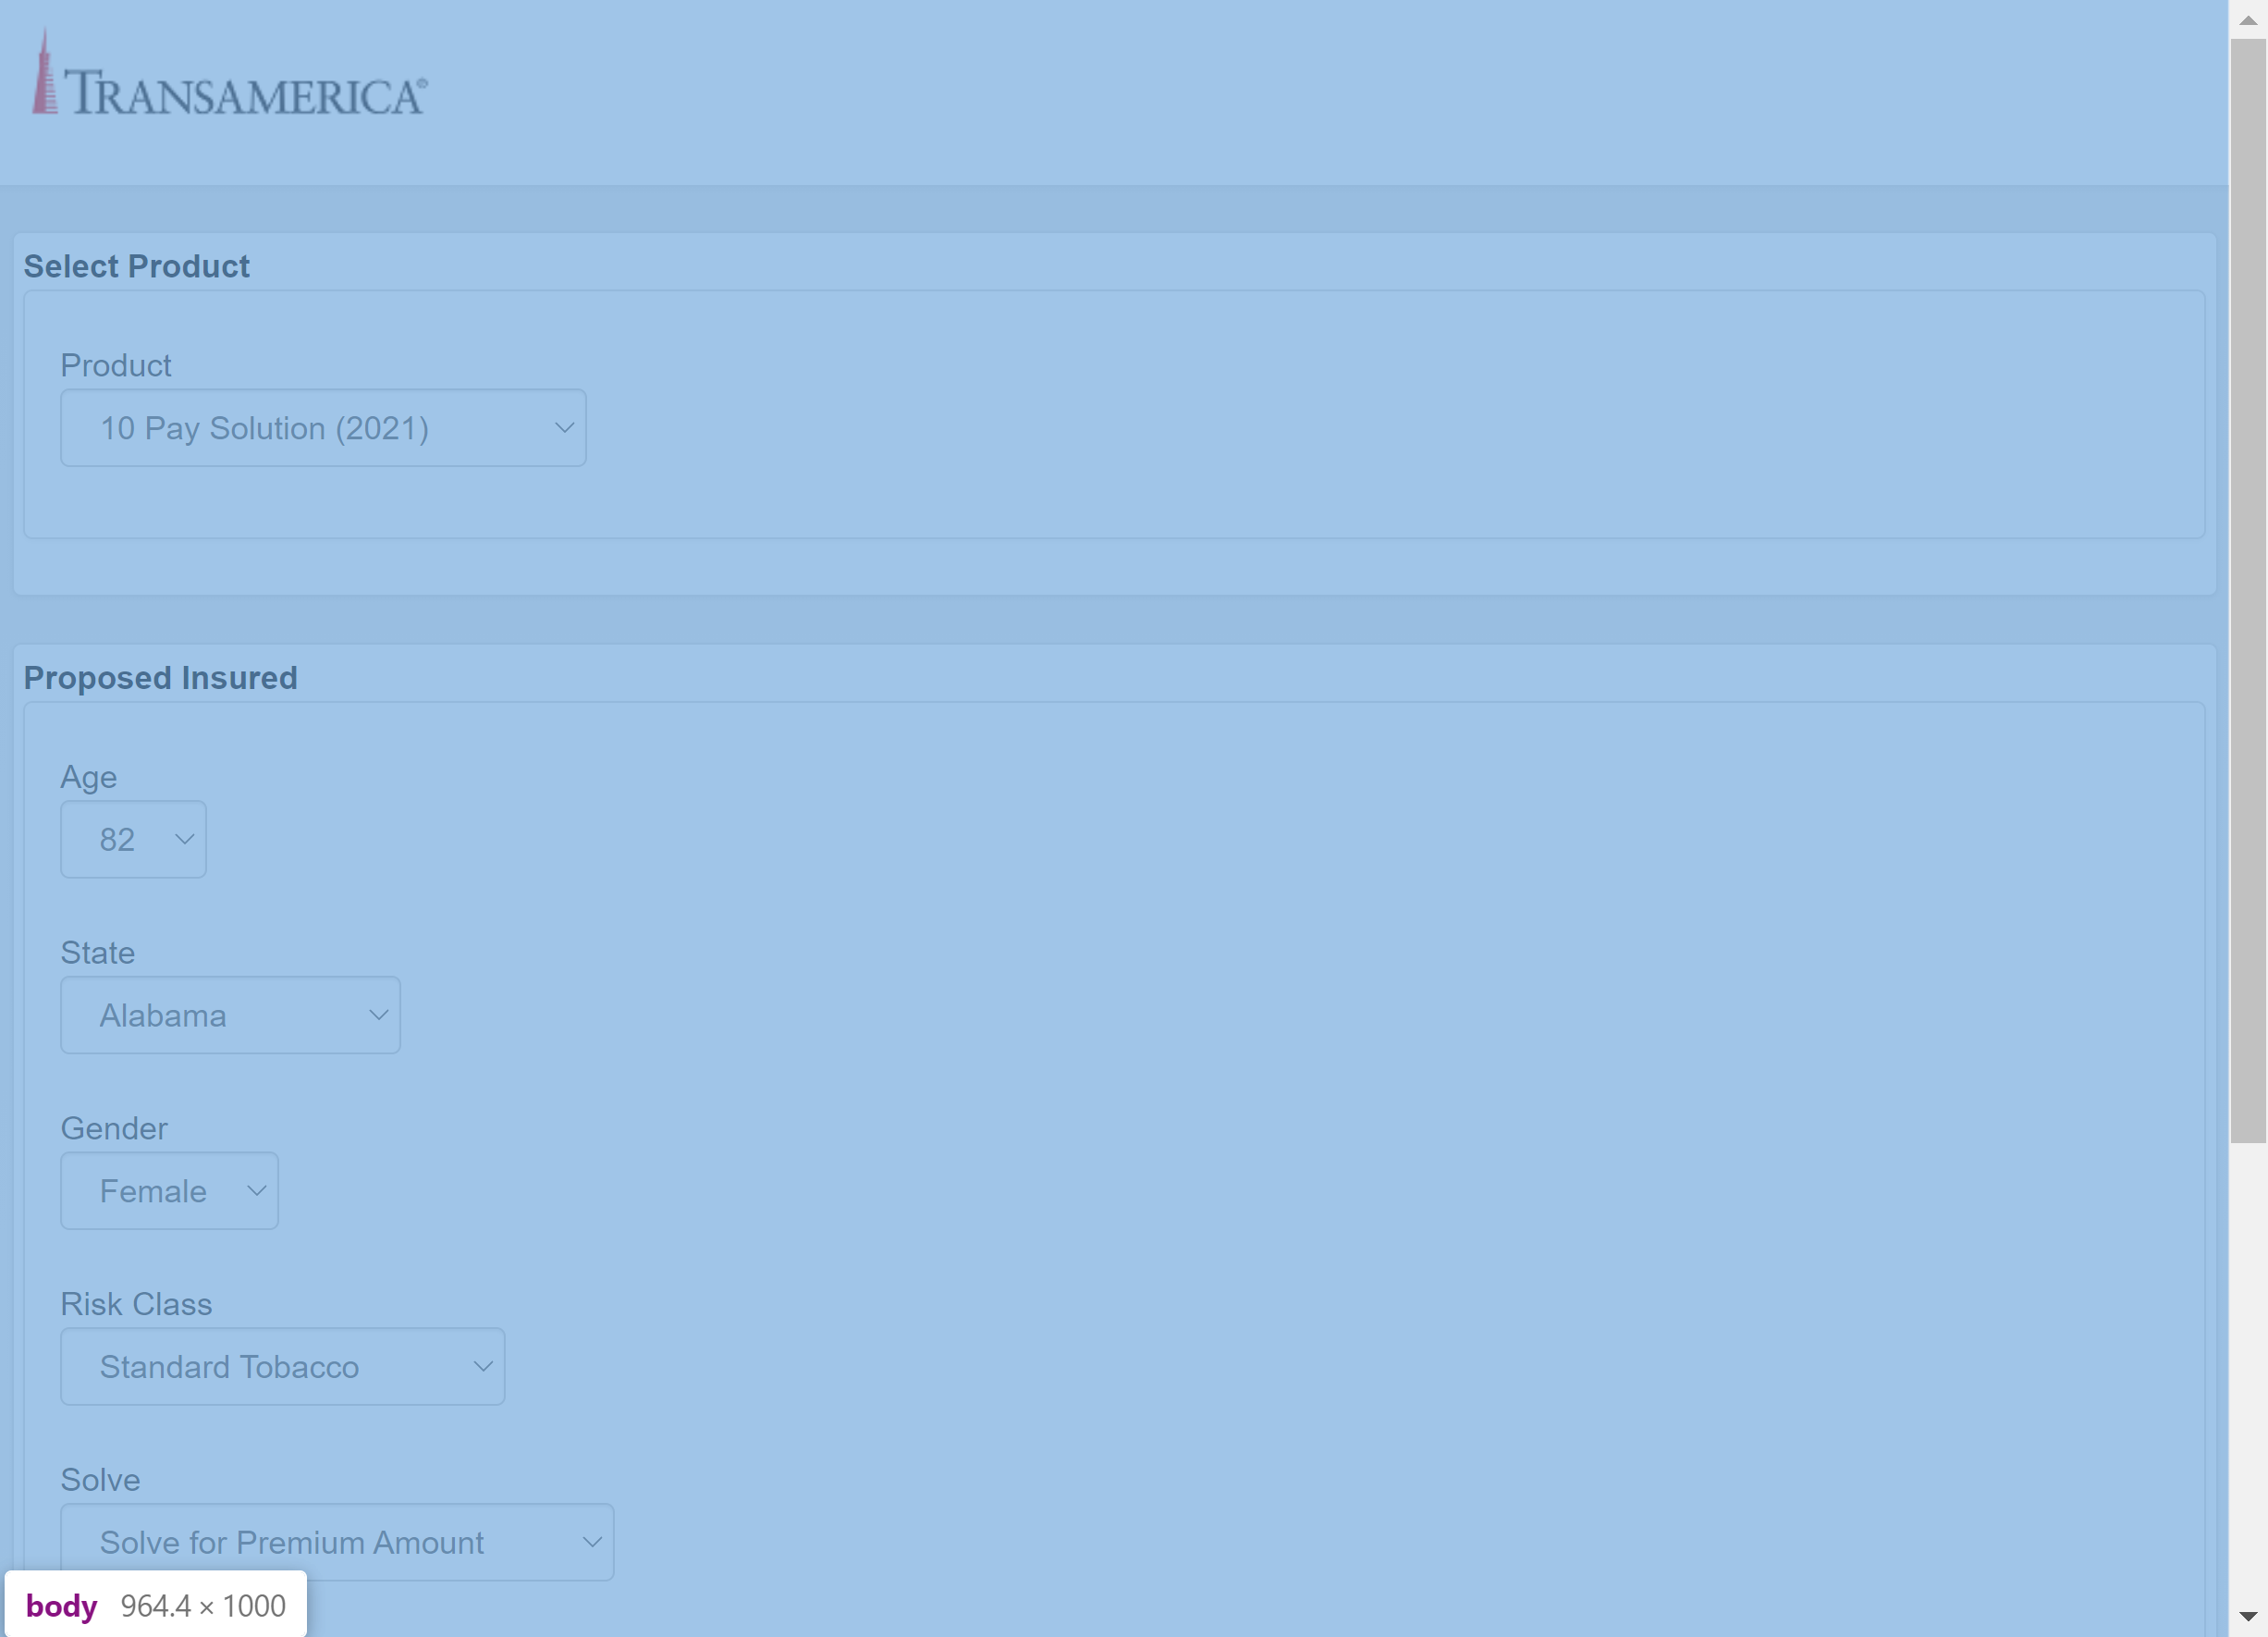 TRANSAMERICA®
Select Product
Product
10 Pay Solution (2021)
Proposed Insured
Age
82
State
Alabama
Gender
Female
Risk Class
Standard Tobacco
Solve
Solve for Premium Amount
body 964.4 × 1000